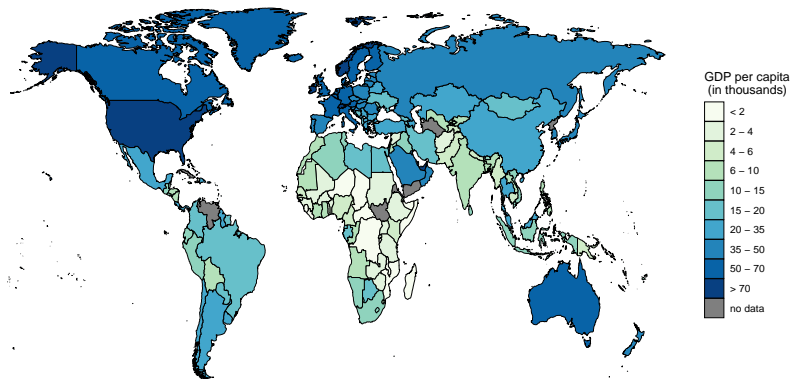 GDP per capita
(in thousands)
< 2
2 – 4
4 – 6
6 – 10
10 – 15
15 – 20
20 – 35
35 – 50
50 – 70
> 70
no data